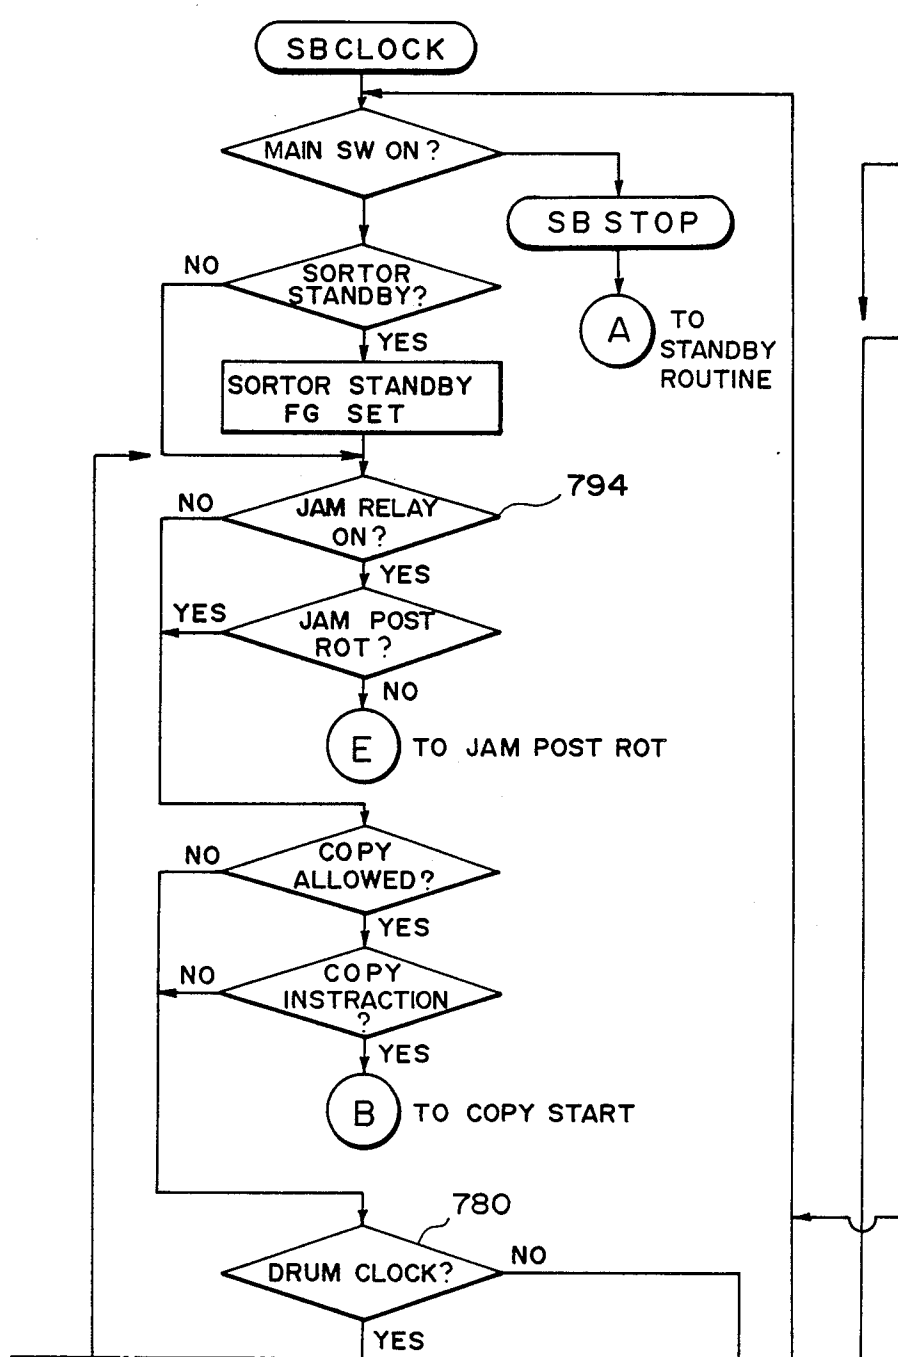 SBCLOCK
MAIN SW ON?
SB STOP
NO
SORTOR
STANDBY?
A
TO
STANDBY
ROUTINE
YES
SORTOR STANDBY
FG SET
794
NO
JAM RELAY
ON?
YES
YES
JAM POST
ROT?
NO
E
TO JAM POST ROT
NO
COPY
ALLOWED?
YES
NO
COPY
INSTRACTION
?
YES
B
TO COPY START
780
NO
DRUM CLOCK?
YES